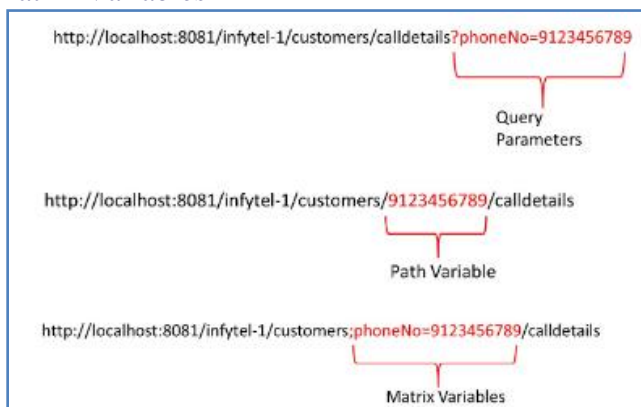 http://localhost:8081/infytel-1/customers/calldetails?phoneNo=9123456789
Query
Parameters
http://localhost:8081/infytel-1/customers/9123456789/calldetails
Path Variable
http://localhost:8081/infytel-1/customers;phoneNo=9123456789/calldetails
Matrix Variables